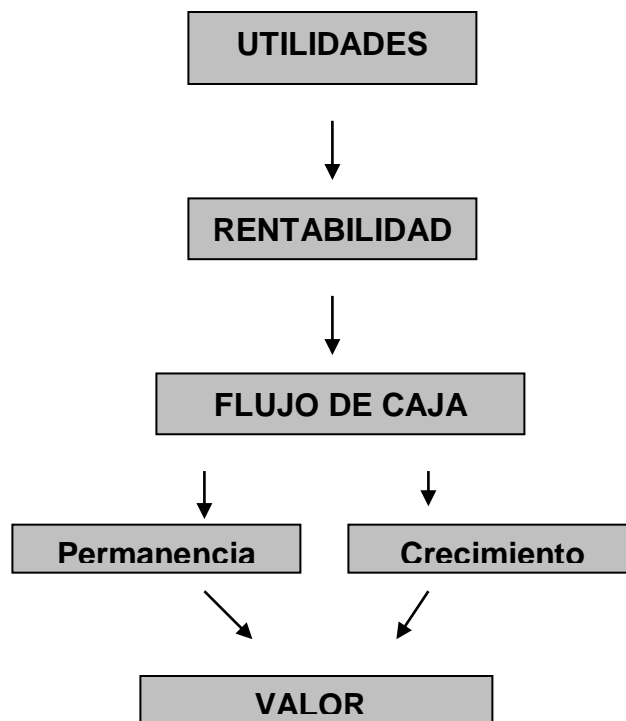 UTILIDADES
RENTABILIDAD
FLUJO DE CAJA
Permanencia
Crecimiento
VALOR